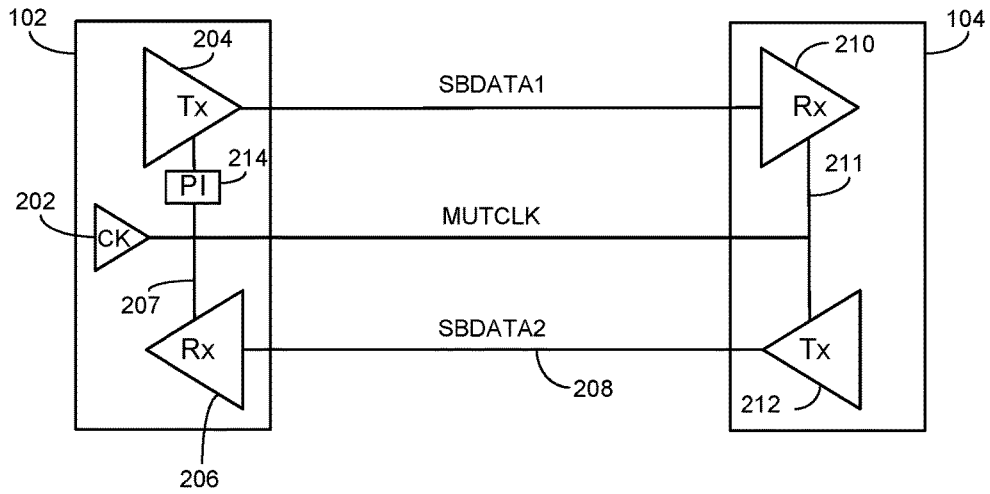 102
204
210
104
SBDATA1
Tx
Rx
214
PI
211
202
MUTCLK
CK
207
SBDATA2
Rx
Tx
208
212
206